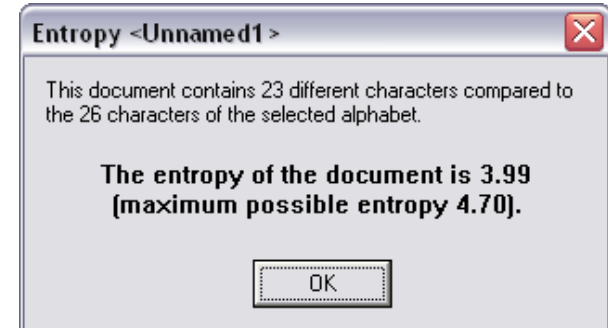 Entropy <Unnamed1>
This document contains 23 different characters compared to
the 26 characters of the selected alphabet.
The entropy of the document is 3.99
(maximum possible entropy 4.70).
OK